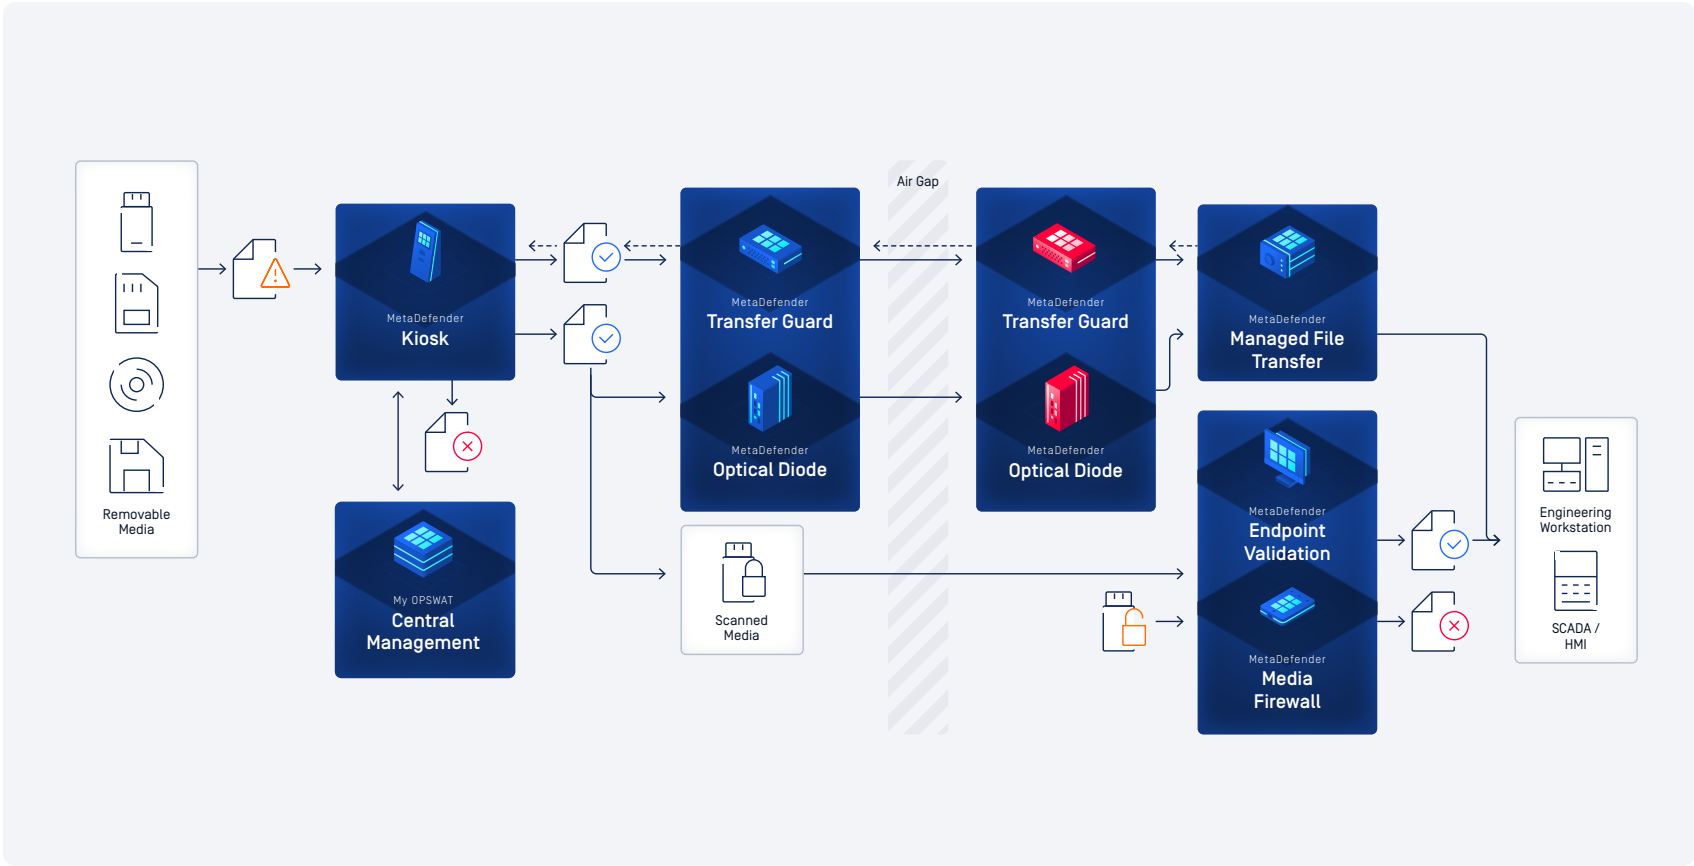 Removable
Media
MetaDefender
Kiosk
My OPSWAT
Central
Management
MetaDefender
Transfer Guard
MetaDefender
Optical Diode
Scanned
Media
Air Gap
MetaDefender
Transfer Guard
MetaDefender
Optical Diode
MetaDefender
Managed File
Transfer
MetaDefender
Endpoint
Validation
MetaDefender
Media
Firewall
Engineering
Workstation
SCADA /
HMI